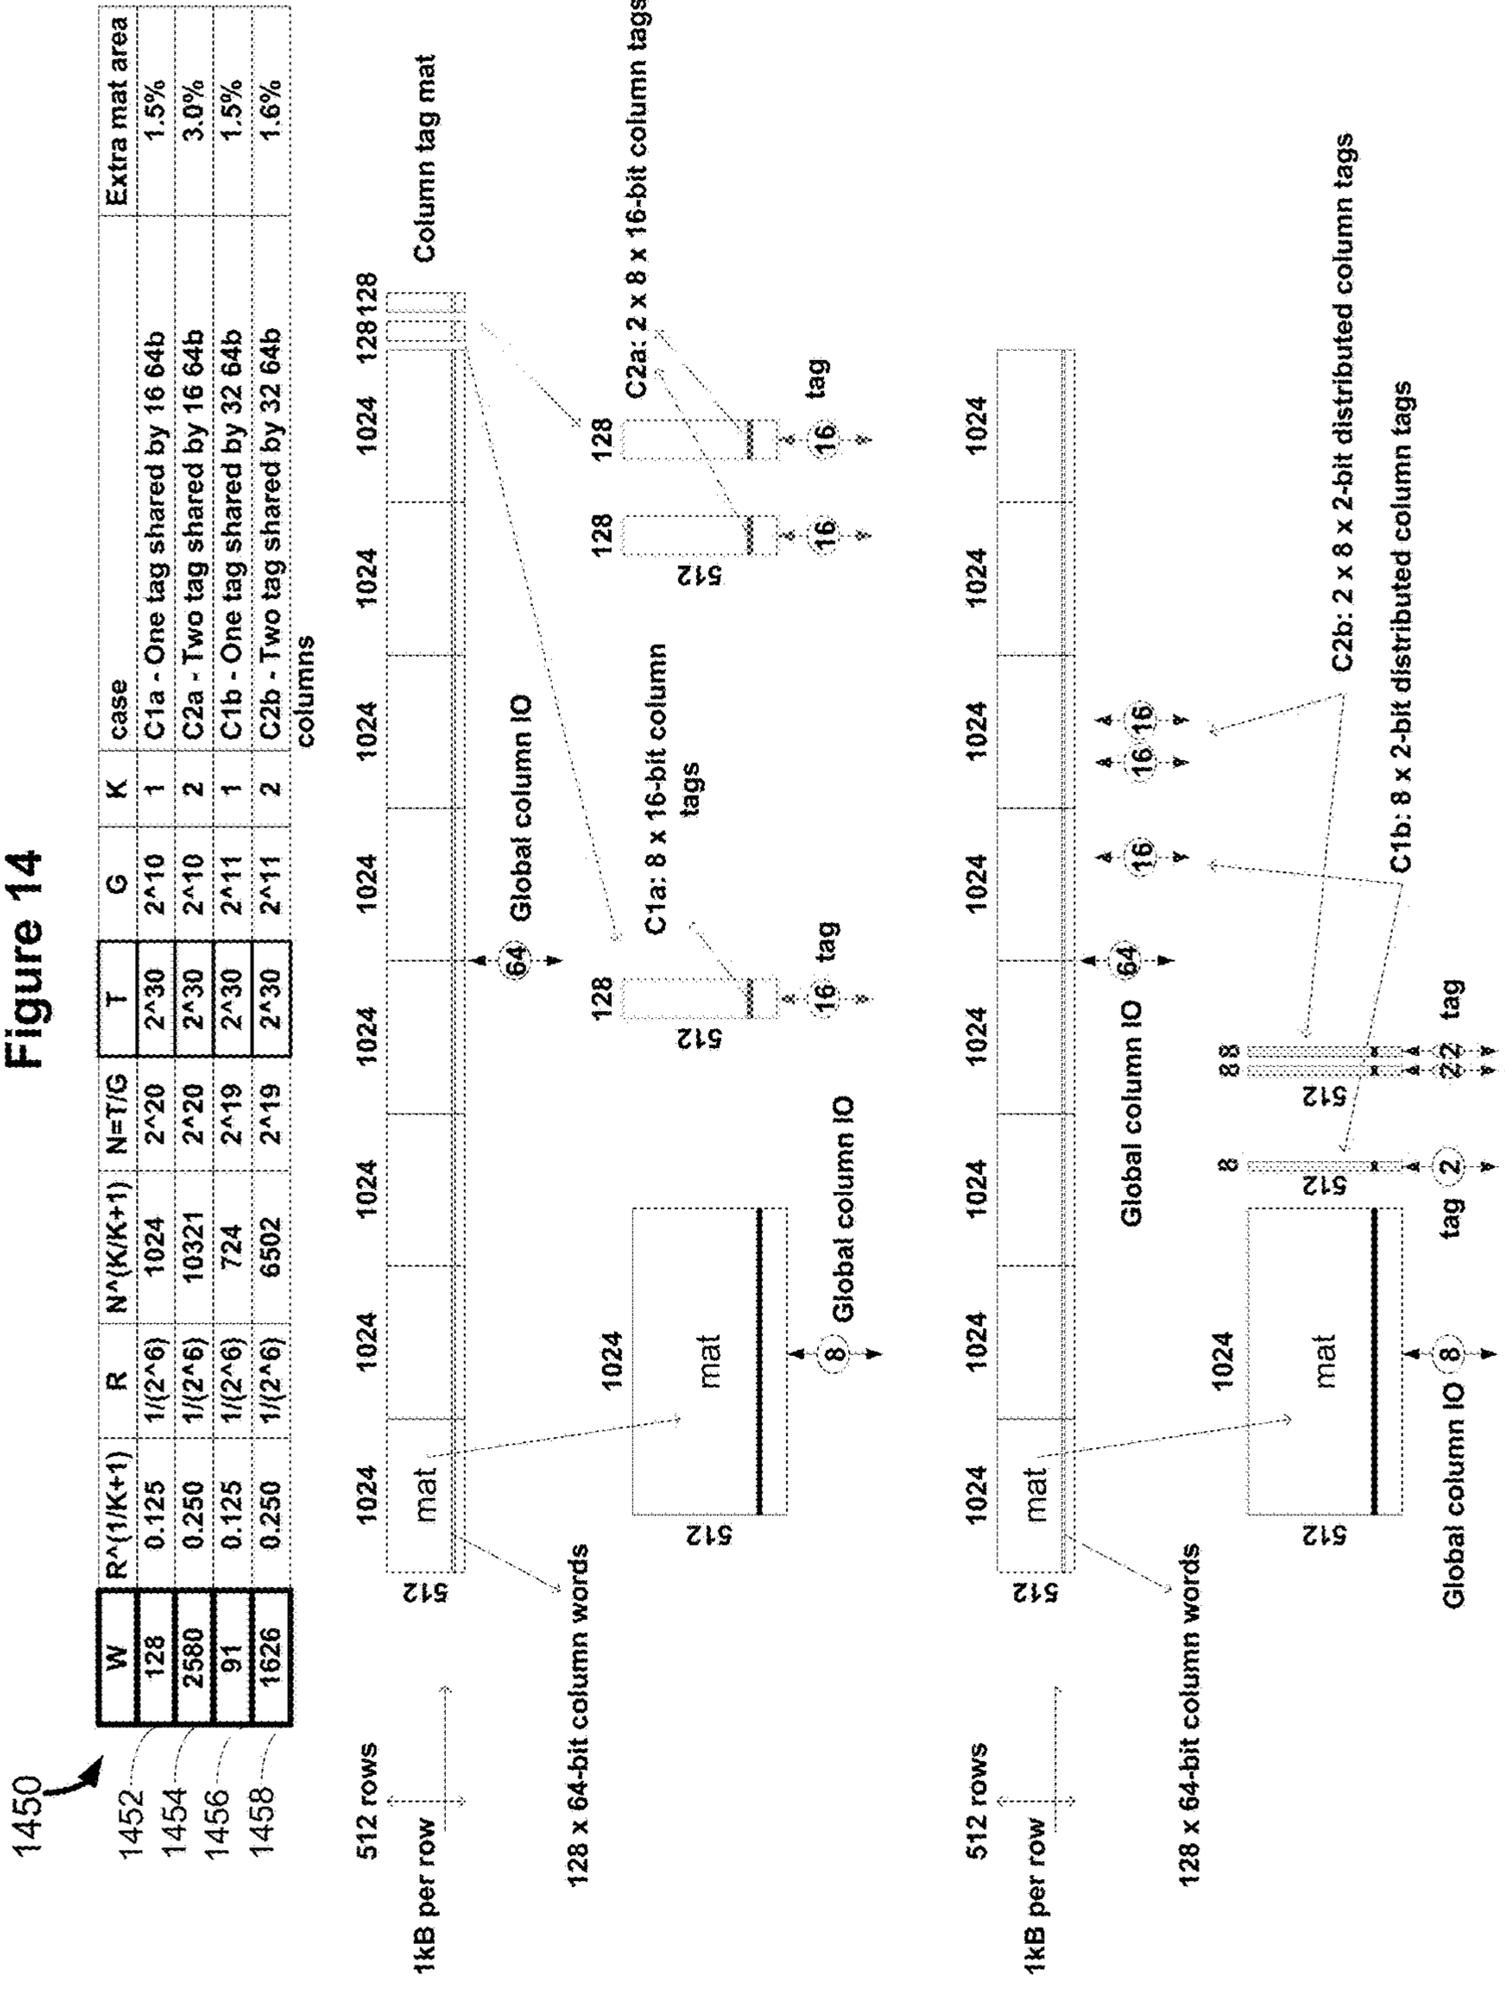 Figure 14
1450
W R^(1/K+1) R N^(K/K+1) N=T/G T G K case Extra mat area
1452 128 0.125 1/(2^6) 1024 2^20 2^30 2^10 1 C1a - One tag shared by 16 64b 1.5%
1454 2580 0.250 1/(2^6) 10321 2^20 2^30 2^10 2 C2a - Two tag shared by 16 64b 3.0%
1456 91 0.125 1/(2^6) 724 2^19 2^30 2^11 1 C1b - One tag shared by 32 64b 1.5%
1458 1626 0.250 1/(2^6) 6502 2^19 2^30 2^11 2 C2b - Two tag shared by 32 64b 1.6%
columns
512 rows
1024 1024 1024 1024 1024 1024 1024 1024 128 128
1kB per row
512
mat
Column tag mat
64
Global column IO
128 x 64-bit column words
1024
512
mat
8
Global column IO
C1a: 8 x 16-bit column
tags
128
512
16
tag
C2a: 2 x 8 x 16-bit column tags
128 128
512
16 16
tag
512 rows
1024 1024 1024 1024 1024 1024 1024 1024
1kB per row
512
mat
Global column IO
64
16
16 16
128 x 64-bit column words
1024
512
mat
Global column IO
8
8
512
tag
2
8 8
512
2 2
tag
C2b: 2 x 8 x 2-bit distributed column tags
C1b: 8 x 2-bit distributed column tags